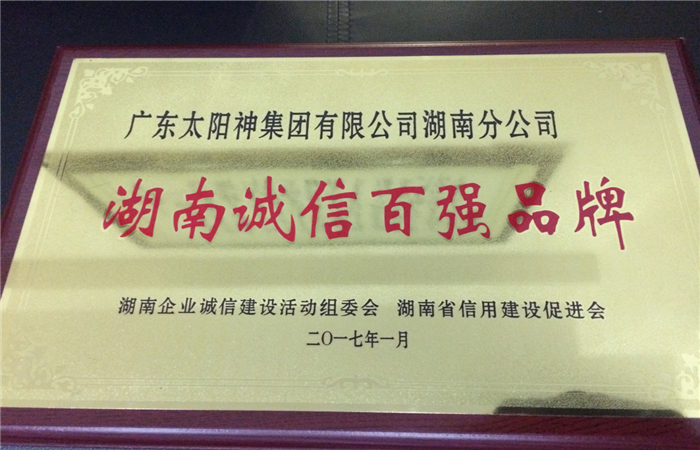 广东太阳神集团有限公司湖南分公司
湖南诚信百强品牌
湖南企业诚信建设活动组委会 湖南省信用建设促进会
二〇一七年一月